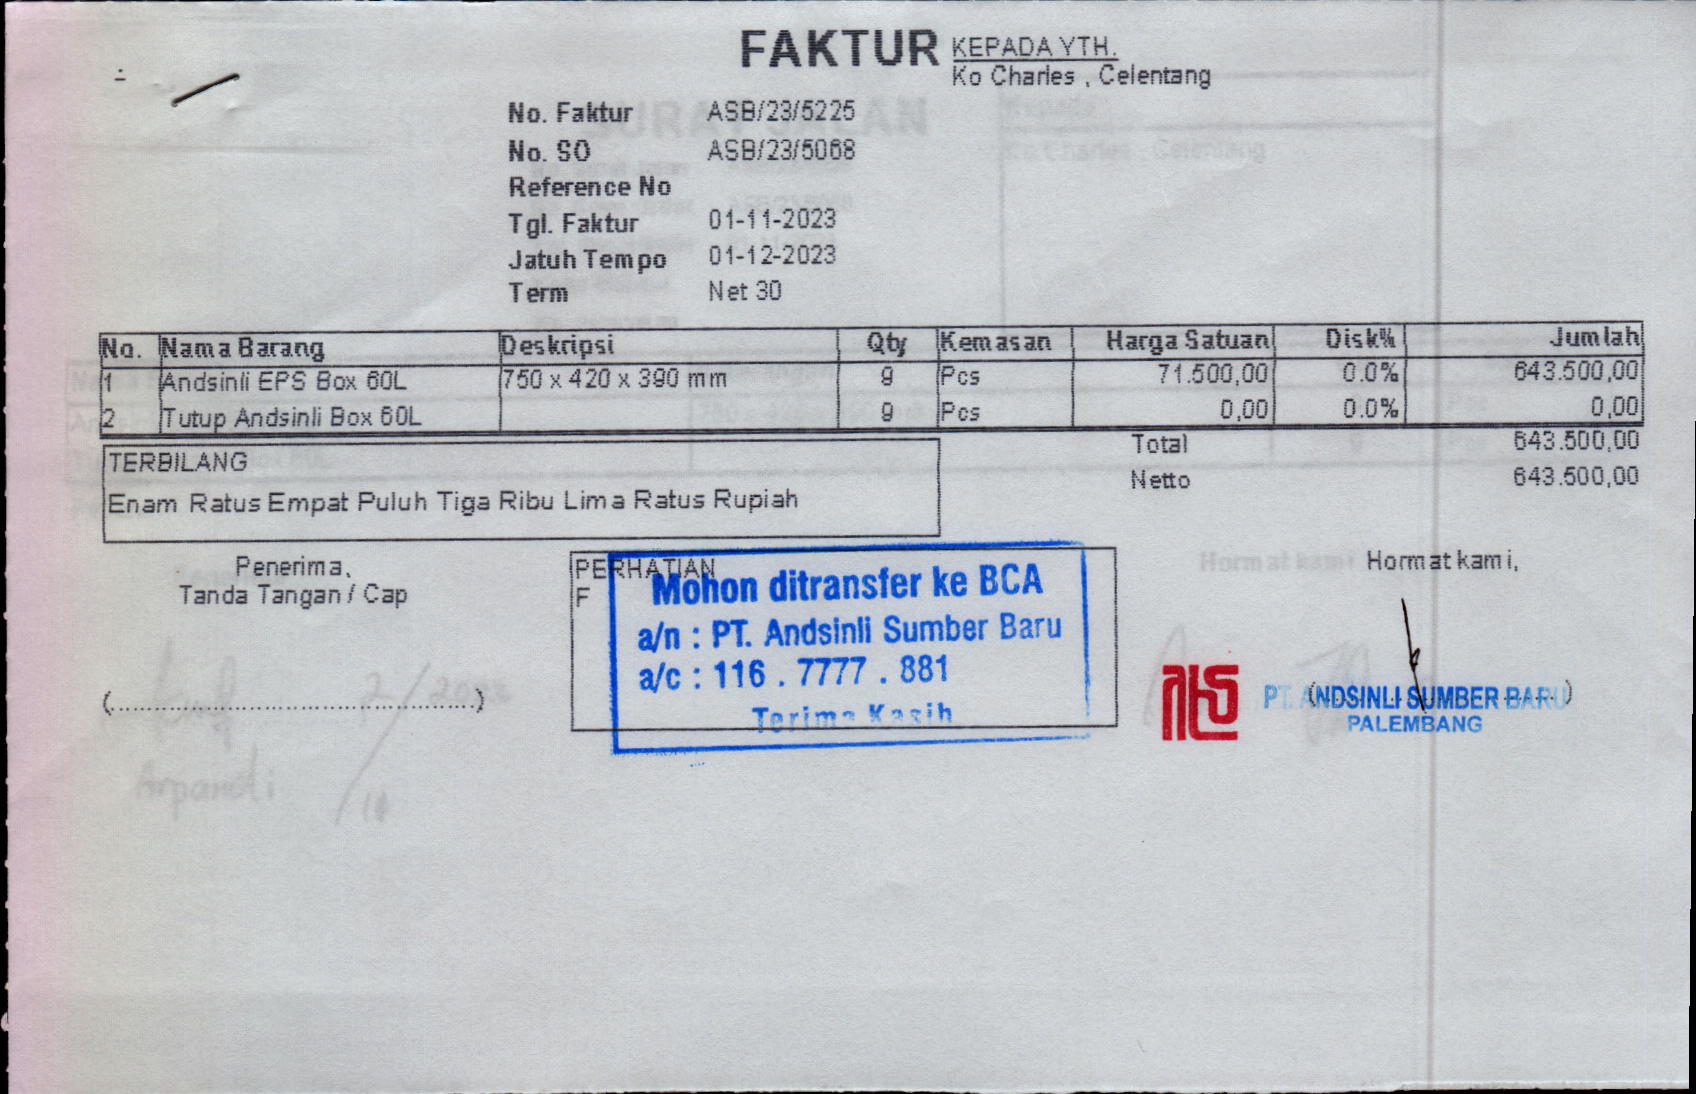 FAKTUR
KEPADA YTH.
Ko Charles , Celentang
No. Faktur ASB/23/5225
No. SO ASB/23/5068
Reference No
Tgl. Faktur 01-11-2023
Jatuh Tempo 01-12-2023
Term Net 30
No. Nama Barang Deskripsi Qty Kemasan Harga Satuan Disk% Jumlah
1 Andsinli EPS Box 60L 750 x 420 x 390 mm 9 Pcs 71.500,00 0.0% 643.500,00
2 Tutup Andsinli Box 60L 9 Pcs 0,00 0.0% 0,00
Total 643.500,00
Netto 643.500,00
TERBILANG
Enam Ratus Empat Puluh Tiga Ribu Lima Ratus Rupiah
Penerima,
Tanda Tangan / Cap
(..........................................................)
PERHATIAN
F
Mohon ditransfer ke BCA
a/n : PT. Andsinli Sumber Baru
a/c : 116 . 7777 . 881
Terima Kasih
Hormat kami,
PT. ANDSINLI SUMBER BARU
PALEMBANG
Arpandi